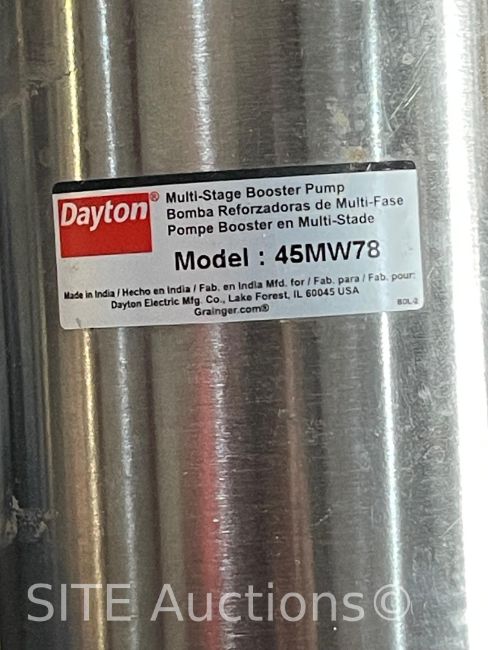 Dayton®
Multi-Stage Booster Pump
Bomba Reforzadoras de Multi-Fase
Pompe Booster en Multi-Stade
Model : 45MW78
Made in India / Hecho en India / Fab. en India Mfd. for / Fab. para / Fab. pour:
Dayton Electric Mfg. Co., Lake Forest, IL 60045 USA
Grainger.com®
BDL-2
SITE Auctions©